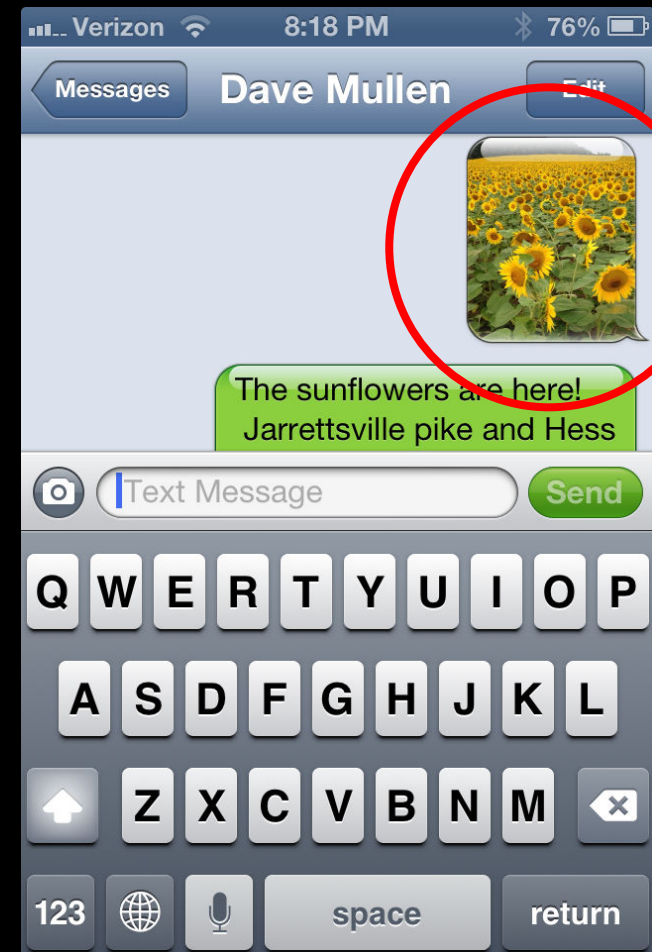 Verizon 8:18 PM 76%
Messages Dave Mullen Edit
The sunflowers are here!
Jarrettsville pike and Hess
Text Message Send
Q W E R T Y U I O P
A S D F G H J K L
Z X C V B N M
123 space return